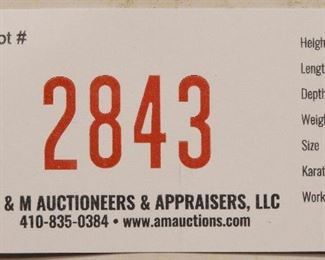 ot #
2843
& M AUCTIONEERS & APPRAISERS, LLC
410-835-0384 • www.amauctions.com
Heigh
Lengt
Depth
Weigh
Size
Karat
Work